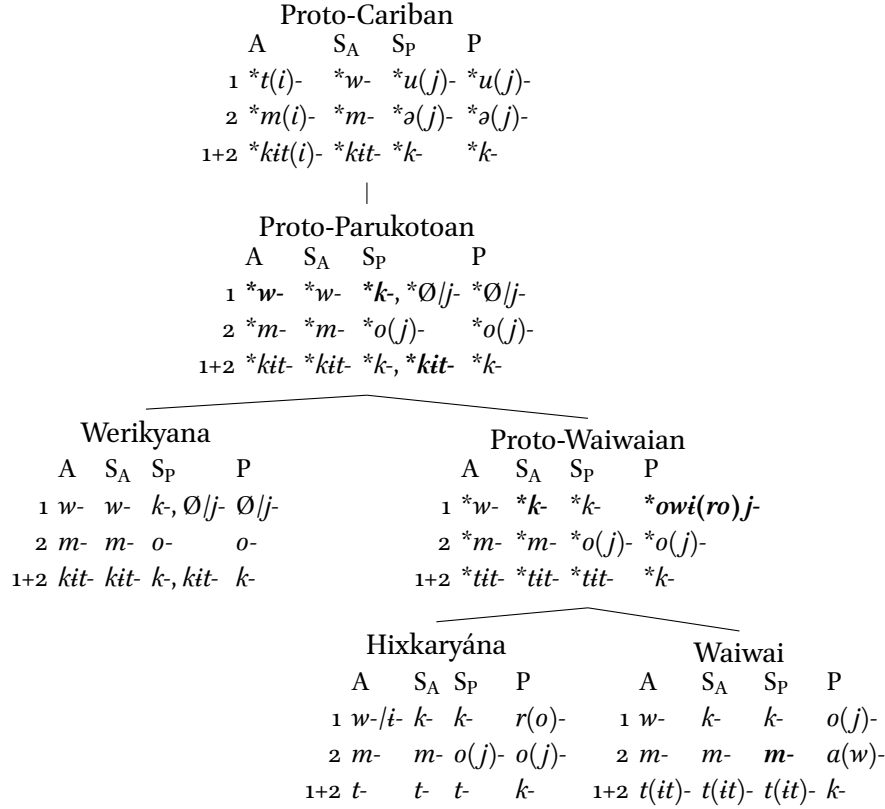 Proto-Cariban
A S_A S_P P
1 *t(i)- *w- *u(j)- *u(j)-
2 *m(i)- *m- *ə(j)- *ə(j)-
1+2 *kɨt(i)- *kɨt- *k- *k-
Proto-Parukotoan
A S_A S_P P
1 *w- *w- *k-, *Ø/j- *Ø/j-
2 *m- *m- *o(j)- *o(j)-
1+2 *kɨt- *kɨt- *k-, *kɨt- *k-
Werikyana
A S_A S_P P
1 w- w- k-, Ø/j- Ø/j-
2 m- m- o- o-
1+2 kɨt- kɨt- k-, kɨt- k-
Proto-Waiwaian
A S_A S_P P
1 *w- *k- *k- *owɨ(ro)j-
2 *m- *m- *o(j)- *o(j)-
1+2 *tɨt- *tɨt- *tɨt- *k-
Hixkaryána
A S_A S_P P
1 w-/ɨ- k- k- r(o)-
2 m- m- o(j)- o(j)-
1+2 t- t- t- k-
Waiwai
A S_A S_P P
1 w- k- k- o(j)-
2 m- m- m- a(w)-
1+2 t(ɨt)- t(ɨt)- t(ɨt)- k-